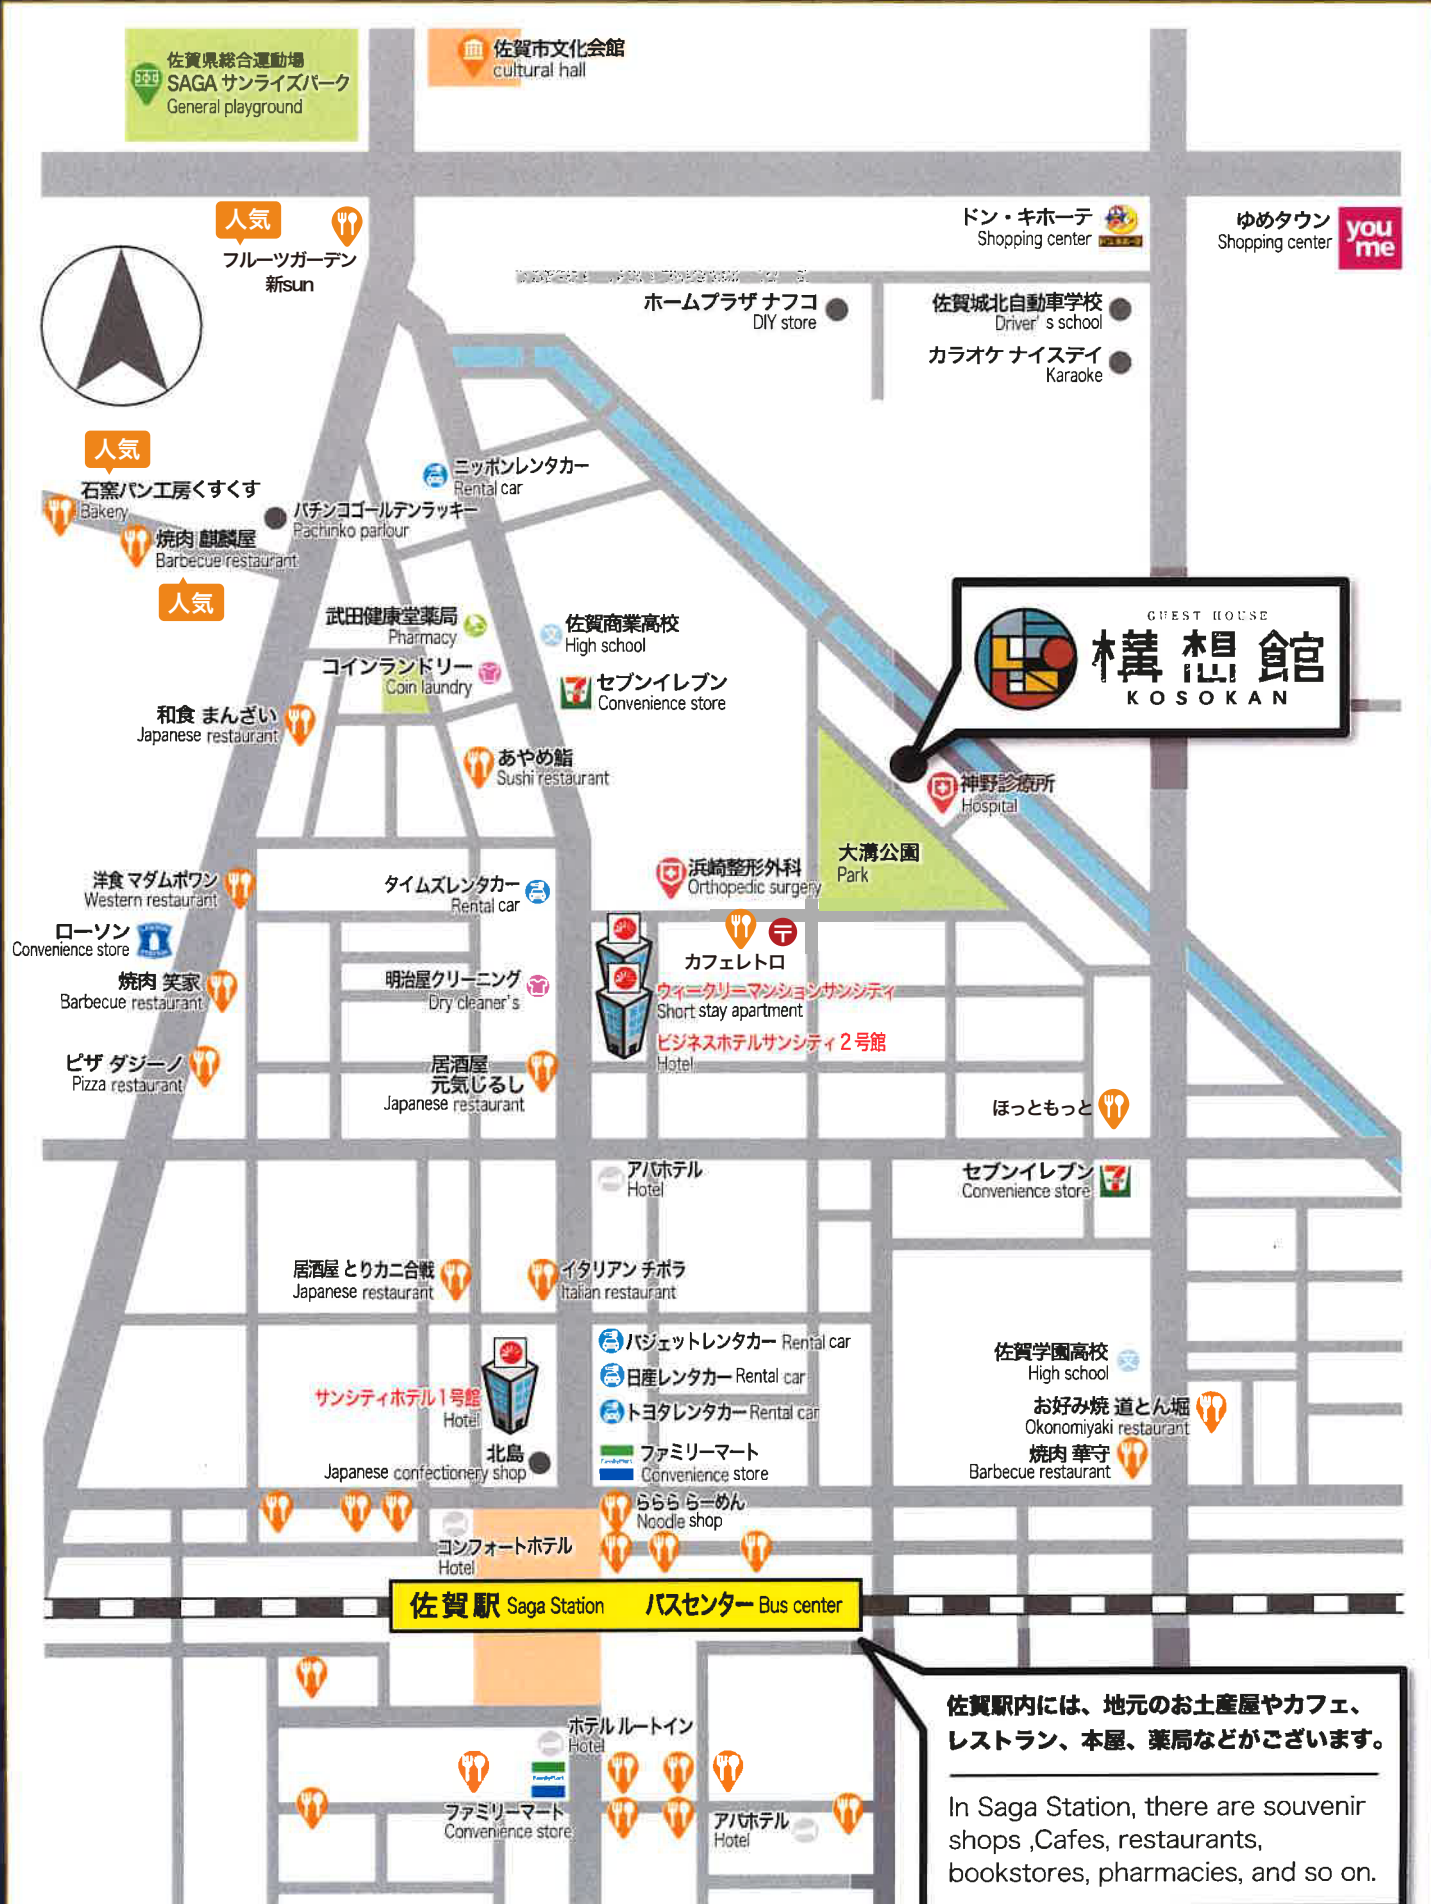 佐賀県総合運動場
SAGA サンライズパーク
General playground
佐賀市文化会館
cultural hall
人気
フルーツガーデン
新sun
ドン・キホーテ
Shopping center
ゆめタウン
Shopping center
you
me
ホームプラザ ナフコ
DIY store
佐賀城北自動車学校
Driver' s school
カラオケ ナイスデイ
Karaoke
人気
石窯パン工房くすくす
Bakery
焼肉 麒麟屋
Barbecue restaurant
人気
ニッポンレンタカー
Rental car
パチンコゴールデンラッキー
Pachinko parlour
武田健康堂薬局
Pharmacy
コインランドリー
Coin laundry
佐賀商業高校
High school
セブンイレブン
Convenience store
GUEST HOUSE
構想館
KOSOKAN
和食 まんざい
Japanese restaurant
あやめ鮨
Sushi restaurant
神野診療所
Hospital
大溝公園
Park
浜崎整形外科
Orthopedic surgery
洋食 マダムボワン
Western restaurant
タイムズレンタカー
Rental car
ローソン
Convenience store
カフェレトロ
焼肉 笑家
Barbecue restaurant
明治屋クリーニング
Dry cleaner's
ウィークリーマンションサンシティ
Short stay apartment
ビジネスホテルサンシティ２号館
Hotel
ピザ ダジーノ
Pizza restaurant
居酒屋
元気じるし
Japanese restaurant
ほっともっと
アパホテル
Hotel
セブンイレブン
Convenience store
居酒屋 とりカニ合戦
Japanese restaurant
イタリアン チポラ
Italian restaurant
バジェットレンタカー Rental car
日産レンタカー Rental car
トヨタレンタカー Rental car
サンシティホテル１号館
Hotel
佐賀学園高校
High school
お好み焼 道とん堀
Okonomiyaki restaurant
焼肉 華守
Barbecue restaurant
北島
Japanese confectionery shop
FamilyMart
ファミリーマート
Convenience store
ららら らーめん
Noodle shop
コンフォートホテル
Hotel
佐賀駅 Saga Station バスセンター Bus center
佐賀駅内には、地元のお土産屋やカフェ、
レストラン、本屋、薬局などがございます。
In Saga Station, there are souvenir
shops ,Cafes, restaurants,
bookstores, pharmacies, and so on.
ホテル ルートイン
Hotel
FamilyMart
ファミリーマート
Convenience store
アパホテル
Hotel